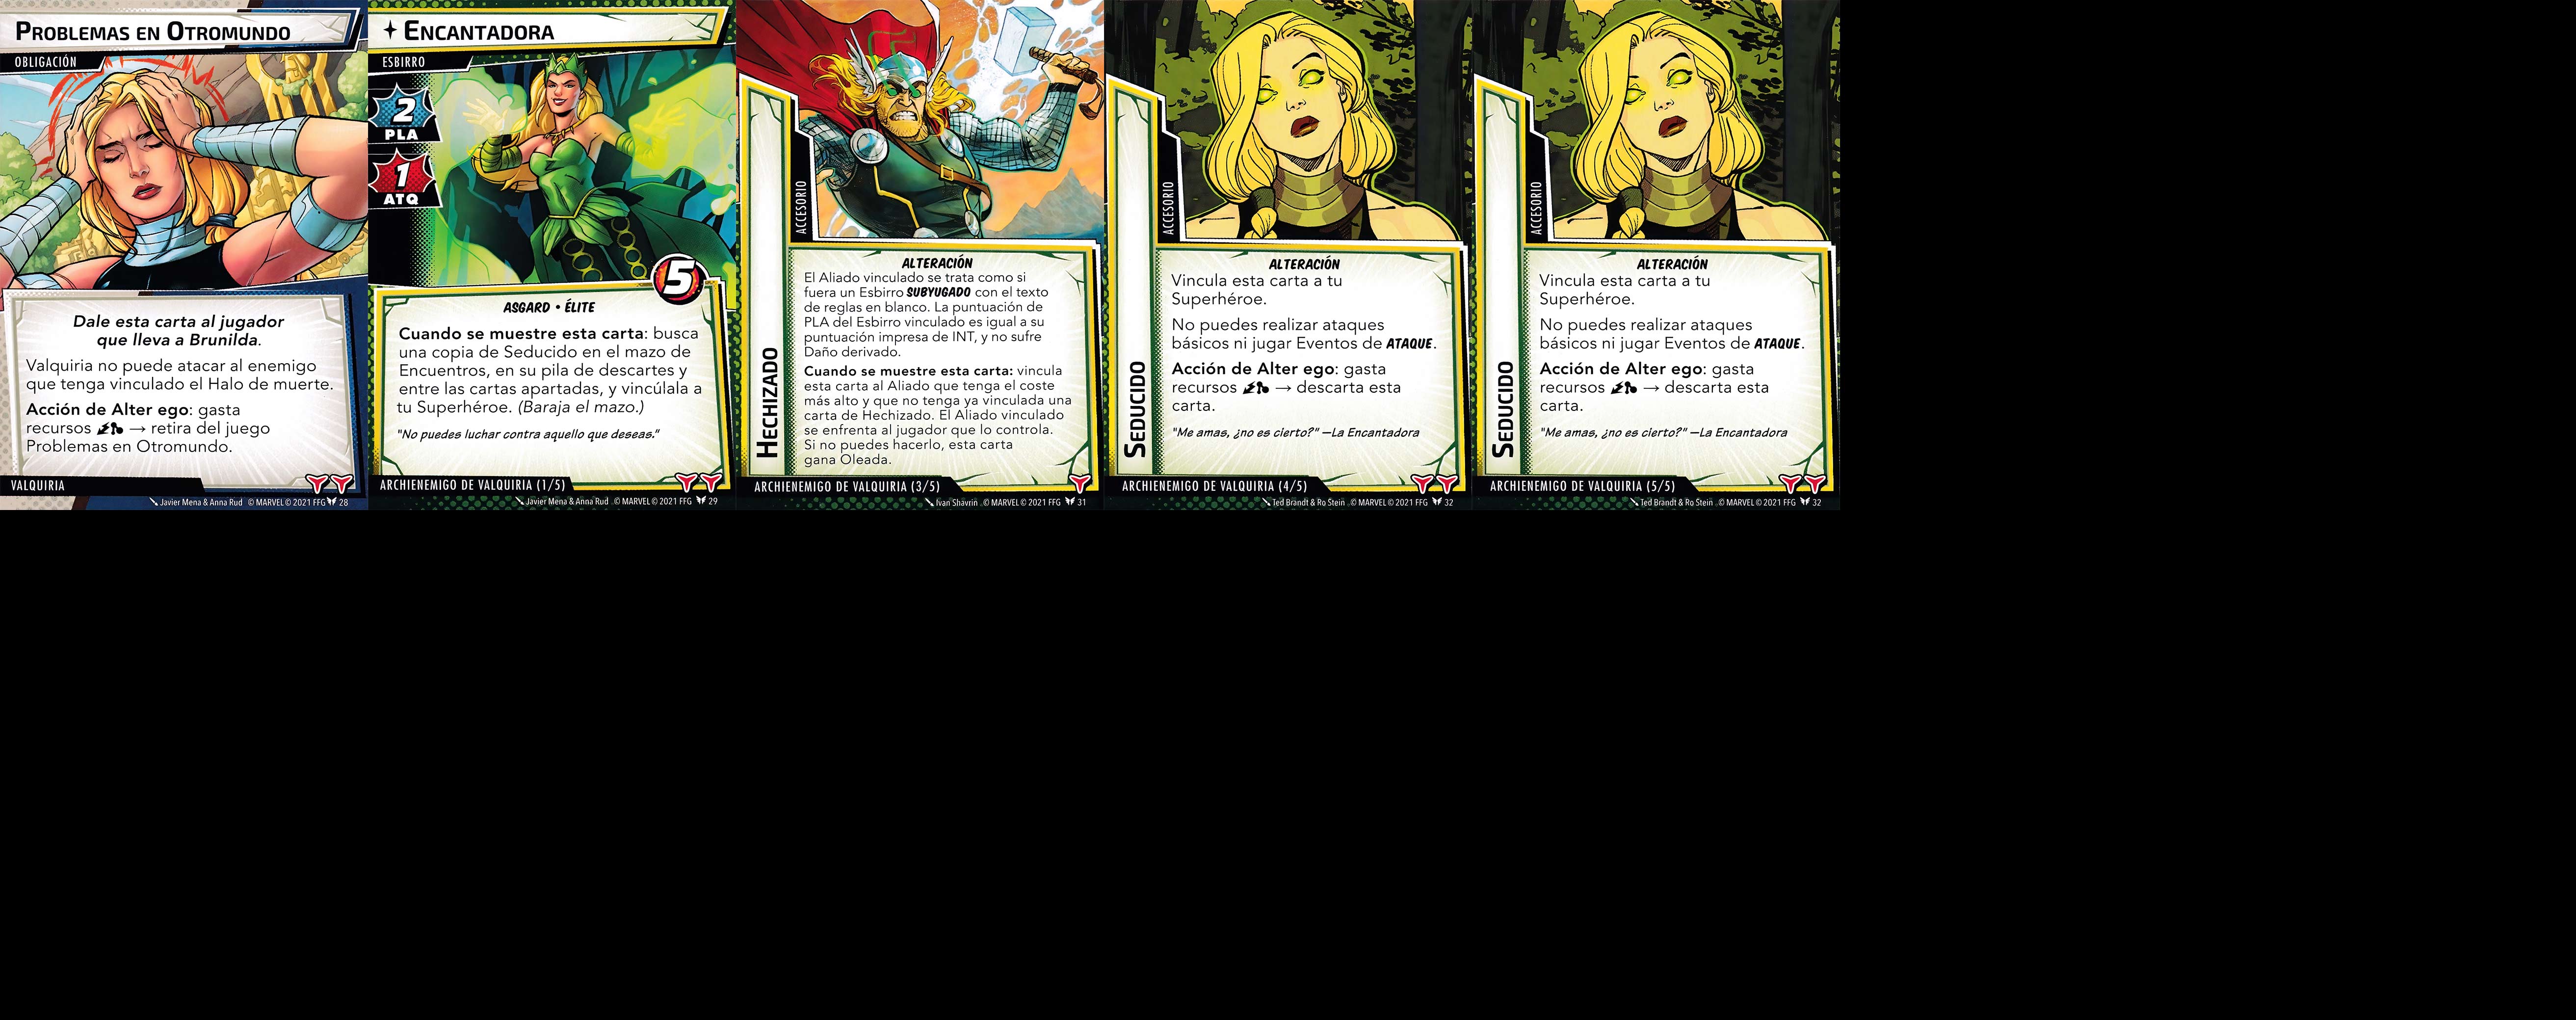 PROBLEMAS EN OTROMUNDO
OBLIGACIÓN
Dale esta carta al jugador
que lleva a Brunilda.
Valquiria no puede atacar al enemigo
que tenga vinculado el Halo de muerte.
Acción de Alter ego: gasta
recursos → retira del juego
Problemas en Otromundo.
VALQUIRIA
Javier Mena & Anna Rud © MARVEL © 2021 FFG 28
ENCANTADORA
ESBIRRO
2
PLA
1
ATQ
5
ASGARD • ÉLITE
Cuando se muestre esta carta: busca
una copia de Seducido en el mazo de
Encuentros, en su pila de descartes y
entre las cartas apartadas, y vincúlala a
tu Superhéroe. (Baraja el mazo.)
"No puedes luchar contra aquello que deseas."
ARCHIENEMIGO DE VALQUIRIA (1/5)
Javier Mena & Anna Rud . © MARVEL © 2021 FFG 29
HECHIZADO
ACCESORIO
ALTERACIÓN
El Aliado vinculado se trata como si
fuera un Esbirro SUBYUGADO con el texto
de reglas en blanco. La puntuación de
PLA del Esbirro vinculado es igual a su
puntuación impresa de INT, y no sufre
Daño derivado.
Cuando se muestre esta carta: vincula
esta carta al Aliado que tenga el coste
más alto y que no tenga ya vinculada una
carta de Hechizado. El Aliado vinculado
se enfrenta al jugador que lo controla.
Si no puedes hacerlo, esta carta
gana Oleada.
ARCHIENEMIGO DE VALQUIRIA (3/5)
Ivan Shavrin . © MARVEL © 2021 FFG 31
SEDUCIDO
ACCESORIO
ALTERACIÓN
Vincula esta carta a tu
Superhéroe.
No puedes realizar ataques
básicos ni jugar Eventos de ATAQUE.
Acción de Alter ego: gasta
recursos → descarta esta
carta.
"Me amas, ¿no es cierto?" —La Encantadora
ARCHIENEMIGO DE VALQUIRIA (4/5)
Ted Brandt & Ro Stein . © MARVEL © 2021 FFG 32
SEDUCIDO
ACCESORIO
ALTERACIÓN
Vincula esta carta a tu
Superhéroe.
No puedes realizar ataques
básicos ni jugar Eventos de ATAQUE.
Acción de Alter ego: gasta
recursos → descarta esta
carta.
"Me amas, ¿no es cierto?" —La Encantadora
ARCHIENEMIGO DE VALQUIRIA (5/5)
Ted Brandt & Ro Stein . © MARVEL © 2021 FFG 32